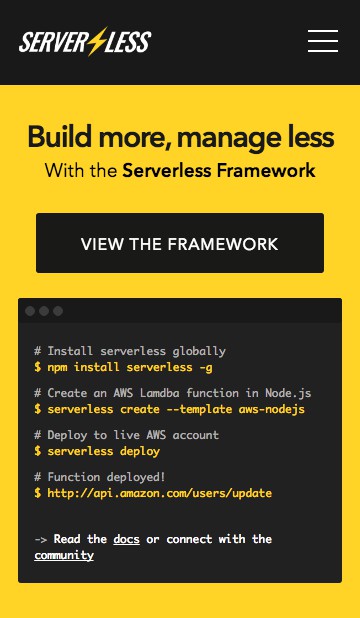 SERVERLESS
Build more, manage less
With the Serverless Framework
VIEW THE FRAMEWORK
# Install serverless globally
$ npm install serverless -g
# Create an AWS Lamdba function in Node.js
$ serverless create --template aws-nodejs
# Deploy to live AWS account
$ serverless deploy
# Function deployed!
$ http://api.amazon.com/users/update
-> Read the docs or connect with the
community